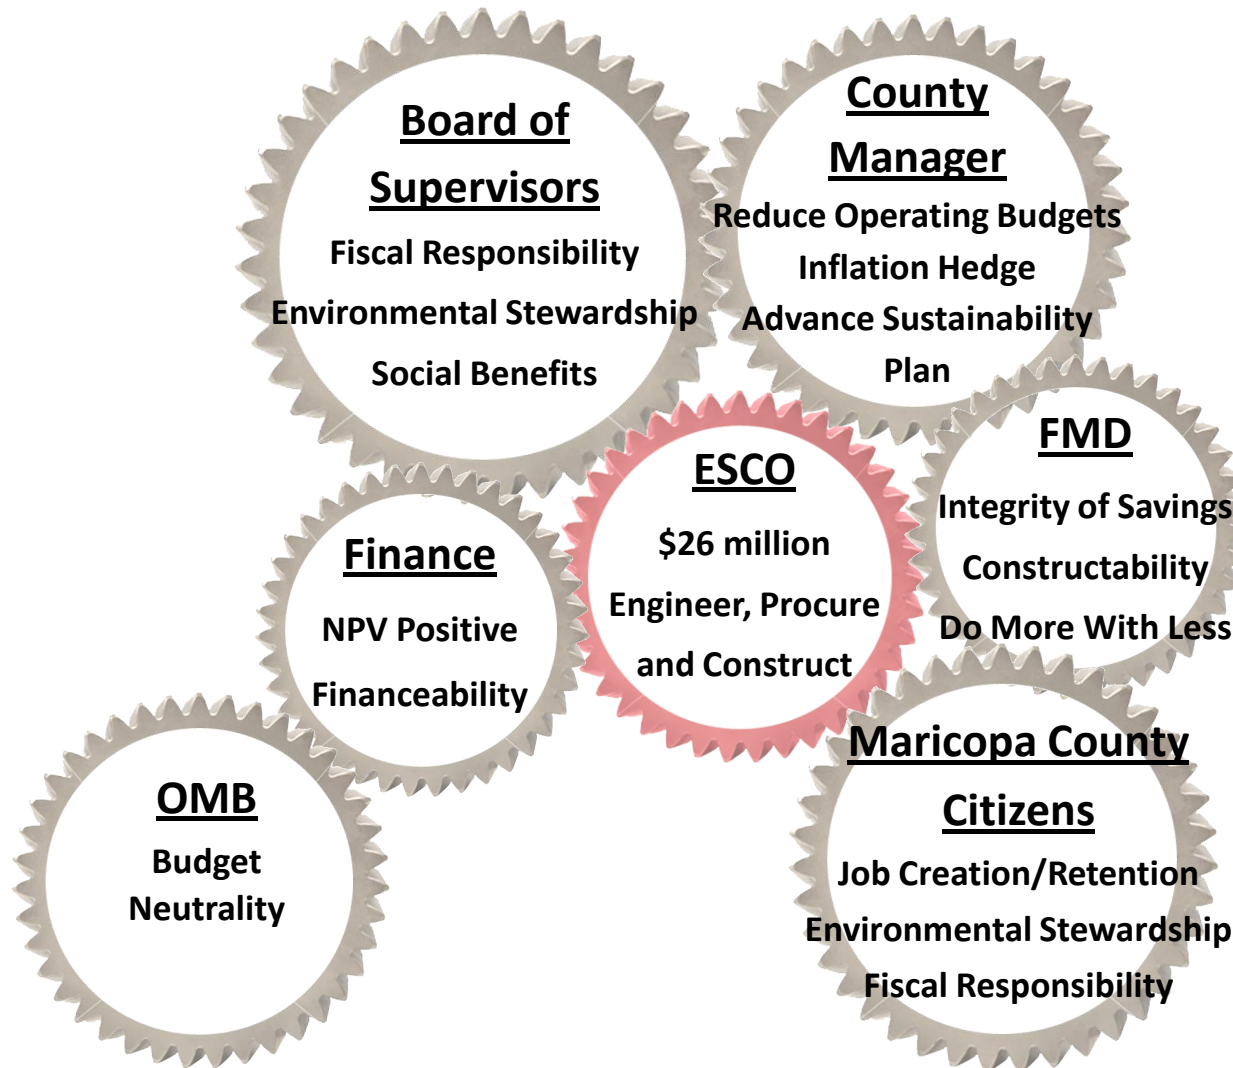 Board of
Supervisors
Fiscal Responsibility
Environmental Stewardship
Social Benefits
County
Manager
Reduce Operating Budgets
Inflation Hedge
Advance Sustainability
Plan
FMD
Integrity of Savings
Constructability
Do More With Less
ESCO
$26 million
Engineer, Procure
and Construct
Finance
NPV Positive
Financeability
OMB
Budget
Neutrality
Maricopa County
Citizens
Job Creation/Retention
Environmental Stewardship
Fiscal Responsibility